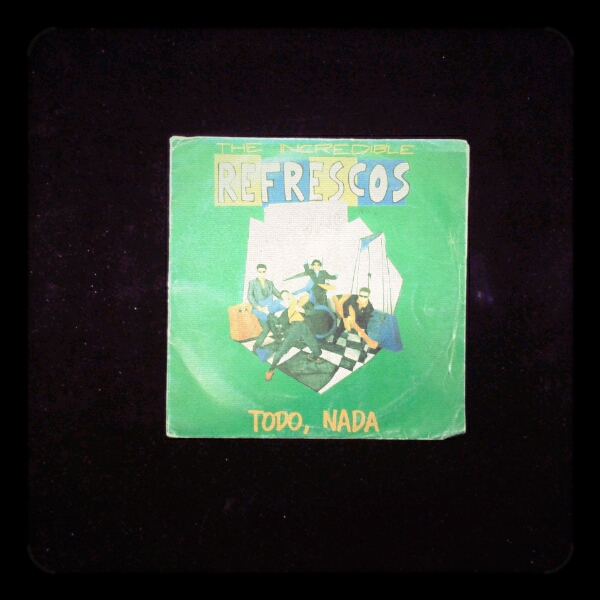 THE INCREDIBLE
REFRESCOS
TODO, NADA